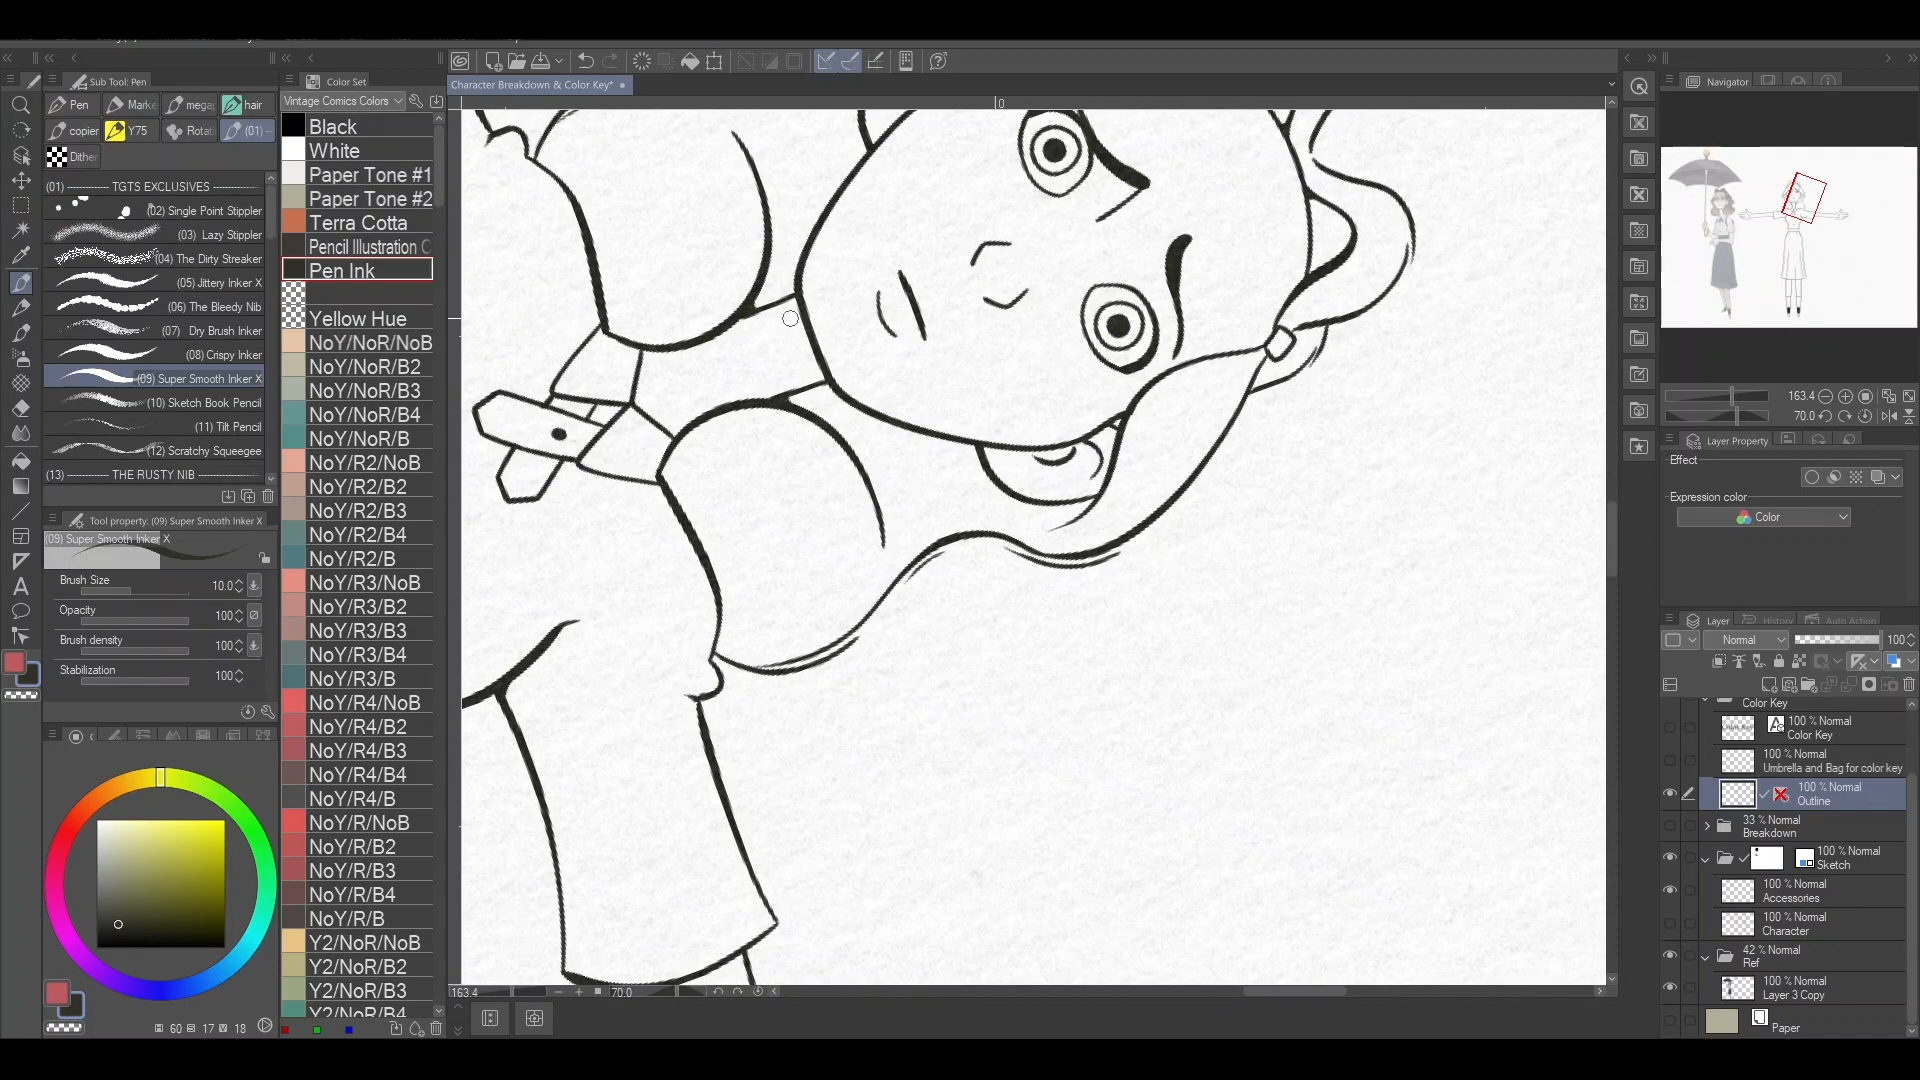 Sub Tool: Pen
Color Set
Pen
Marke
mega
hair
copier
Y75
Rotati
(01) -
Dither
(01) -------------- TGTS EXCLUSIVES --------------
(02) Single Point Stippler
(03) Lazy Stippler
(04) The Dirty Streaker
(05) Jittery Inker X
(06) The Bleedy Nib
(07) Dry Brush Inker
(08) Crispy Inker
(09) Super Smooth Inker X
(10) Sketch Book Pencil
(11) Tilt Pencil
(12) Scratchy Squeegee
(13) -------------- THE RUSTY NIB --------------
Tool property: (09) Super Smooth Inker X
(09) Super Smooth Inker X
Brush Size
10.0
Opacity
100
Brush density
100
Stabilization
100
60 S 17 V 18
Vintage Comics Colors
Black
White
Paper Tone #1
Paper Tone #2
Terra Cotta
Pencil Illustration C
Pen Ink
Yellow Hue
NoY/NoR/NoB
NoY/NoR/B2
NoY/NoR/B3
NoY/NoR/B4
NoY/NoR/B
NoY/R2/NoB
NoY/R2/B2
NoY/R2/B3
NoY/R2/B4
NoY/R2/B
NoY/R3/NoB
NoY/R3/B2
NoY/R3/B3
NoY/R3/B4
NoY/R3/B
NoY/R4/NoB
NoY/R4/B2
NoY/R4/B3
NoY/R4/B4
NoY/R4/B
NoY/R/NoB
NoY/R/B2
NoY/R/B3
NoY/R/B4
NoY/R/B
Y2/NoR/NoB
Y2/NoR/B2
Y2/NoR/B3
Y2/NoR/B4
Character Breakdown & Color Key*
0
163.4
70.0
Navigator
163.4
70.0
Layer Property
Effect
Expression color
Color
Layer
History
Auto Action
Normal
100
Color Key
100 % Normal
Color Key
100 % Normal
Umbrella and Bag for color key
100 % Normal
Outline
33 % Normal
Breakdown
100 % Normal
Sketch
100 % Normal
Accessories
100 % Normal
Character
42 % Normal
Ref
100 % Normal
Layer 3 Copy
Paper